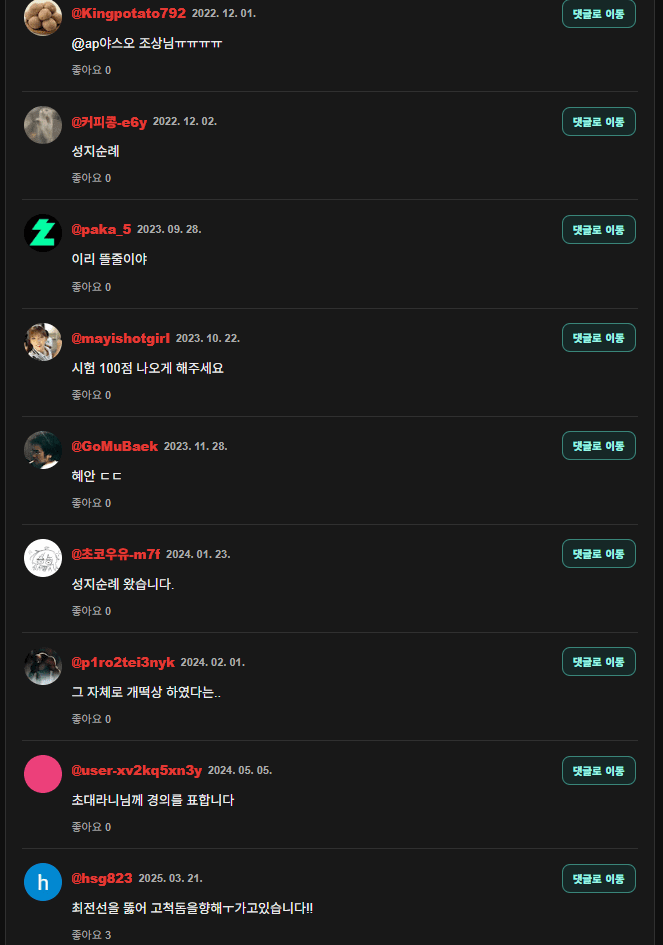 @Kingpotato792 2022. 12. 01. 댓글로 이동
@ap야스오 조상님ㅠㅠㅠㅠ
좋아요 0
@커피콩-e6y 2022. 12. 02. 댓글로 이동
성지순례
좋아요 0
@paka_5 2023. 09. 28. 댓글로 이동
이리 뜰줄이야
좋아요 0
@mayishotgirl 2023. 10. 22. 댓글로 이동
시험 100점 나오게 해주세요
좋아요 0
@GoMuBaek 2023. 11. 28. 댓글로 이동
혜안 ㄷㄷ
좋아요 0
@초코우유-m7f 2024. 01. 23. 댓글로 이동
성지순례 왔습니다.
좋아요 0
@p1ro2tei3nyk 2024. 02. 01. 댓글로 이동
그 자체로 개떡상 하였다는..
좋아요 0
@user-xv2kq5xn3y 2024. 05. 05. 댓글로 이동
초대라니님께 경의를 표합니다
좋아요 0
h @hsg823 2025. 03. 21. 댓글로 이동
최전선을 뚫어 고척돔을향해ㅜ가고있습니다!!
좋아요 3